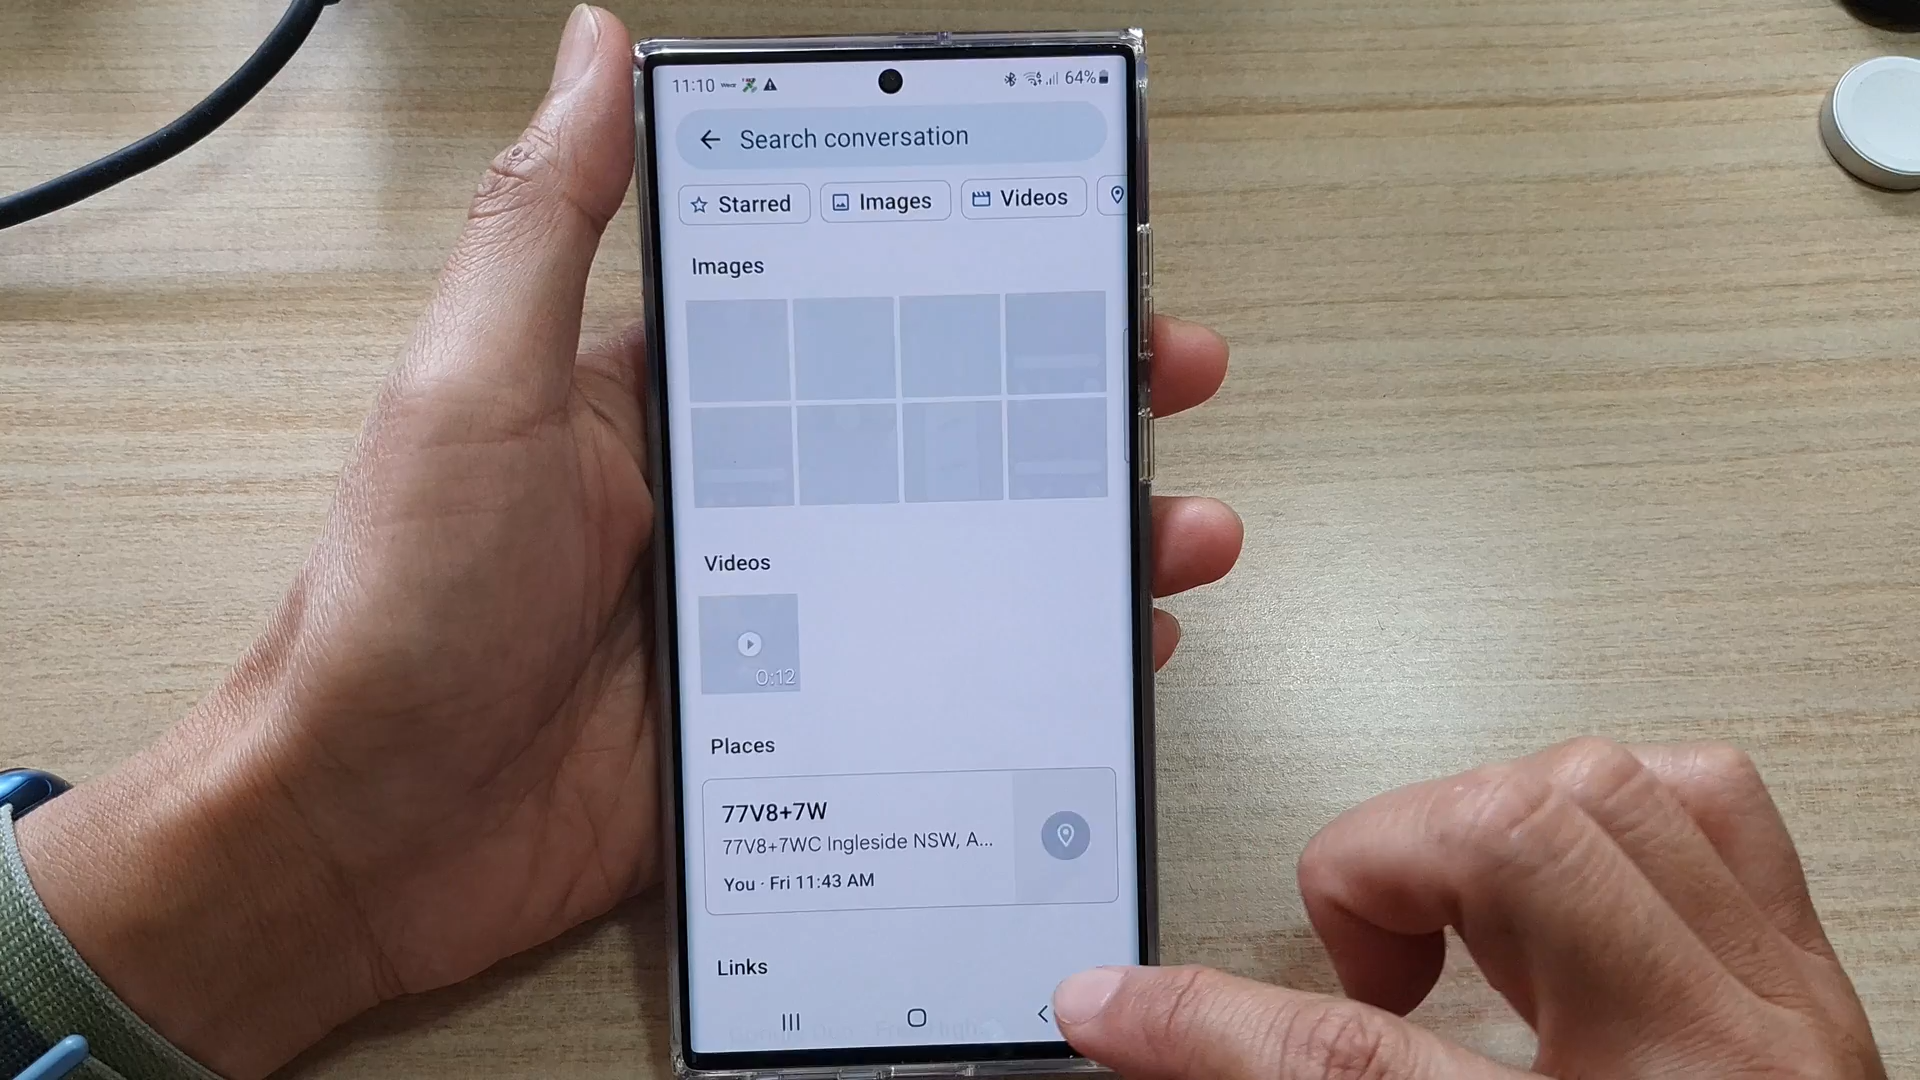 11:10 Wear 64%
Search conversation
Starred Images Videos
Images
Videos
0:12
Places
77V8+7W
77V8+7WC Ingleside NSW, A...
You · Fri 11:43 AM
Links